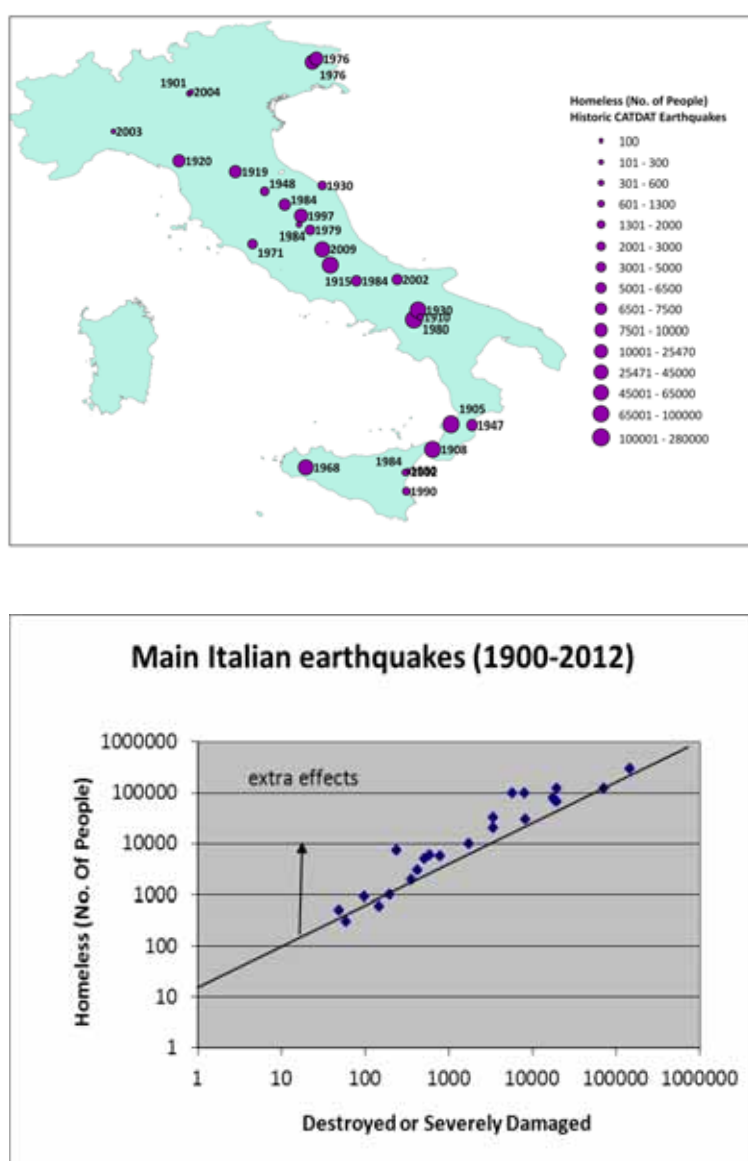 1976
1976
1901
2004
2003
1920
1919
1948
1930
1984
1997
1984
1979
1971
2009
1915
1984
2002
1930
1910
1980
1905
1947
1908
1968
1984
1990
Homeless (No. of People)
Historic CATDAT Earthquakes
100
101 - 300
301 - 600
601 - 1300
1301 - 2000
2001 - 3000
3001 - 5000
5001 - 6500
6501 - 7500
7501 - 10000
10001 - 25470
25471 - 45000
45001 - 65000
65001 - 100000
100001 - 280000
Main Italian earthquakes (1900-2012)
Homeless (No. Of People)
1000000
100000
10000
1000
100
10
1
extra effects
1 10 100 1000 10000 100000 1000000
Destroyed or Severely Damaged